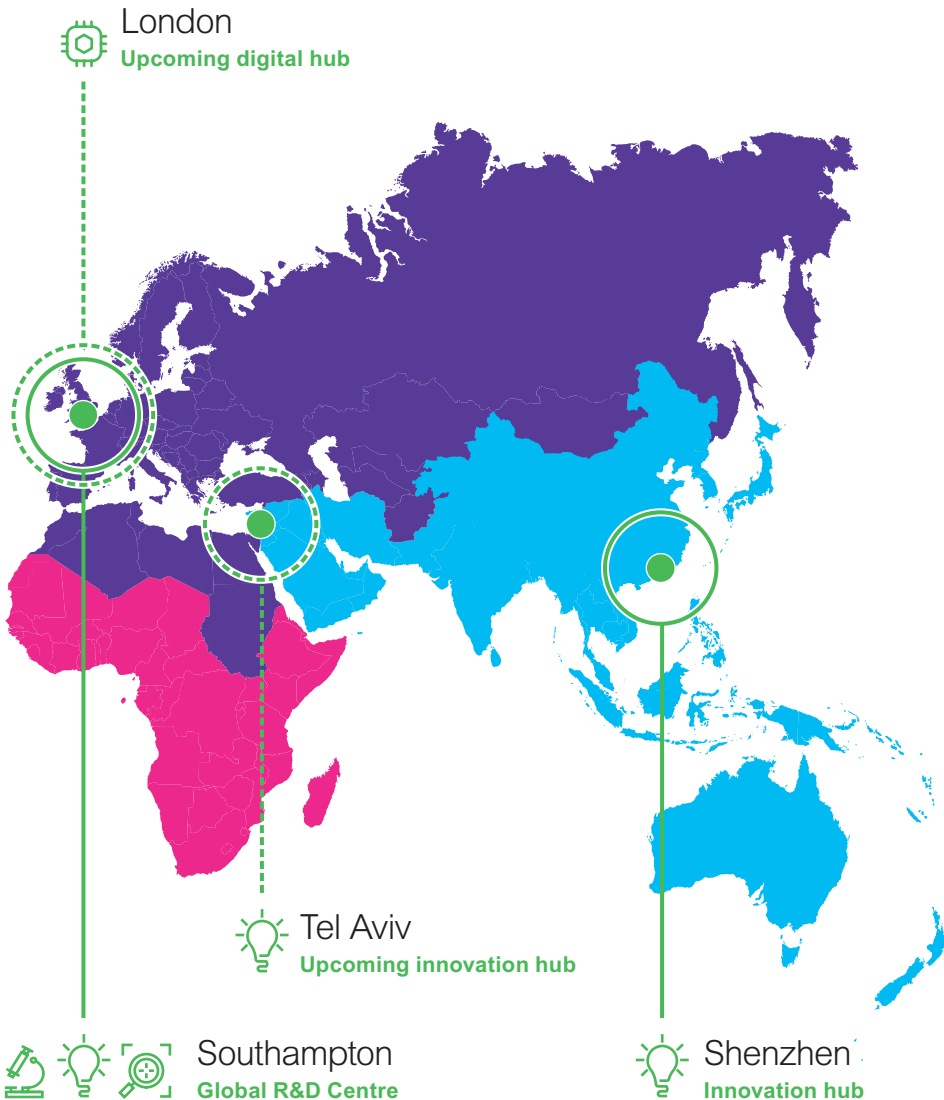 London
Upcoming digital hub
Tel Aviv
Upcoming innovation hub
Southampton
Global R&D Centre
Shenzhen
Innovation hub